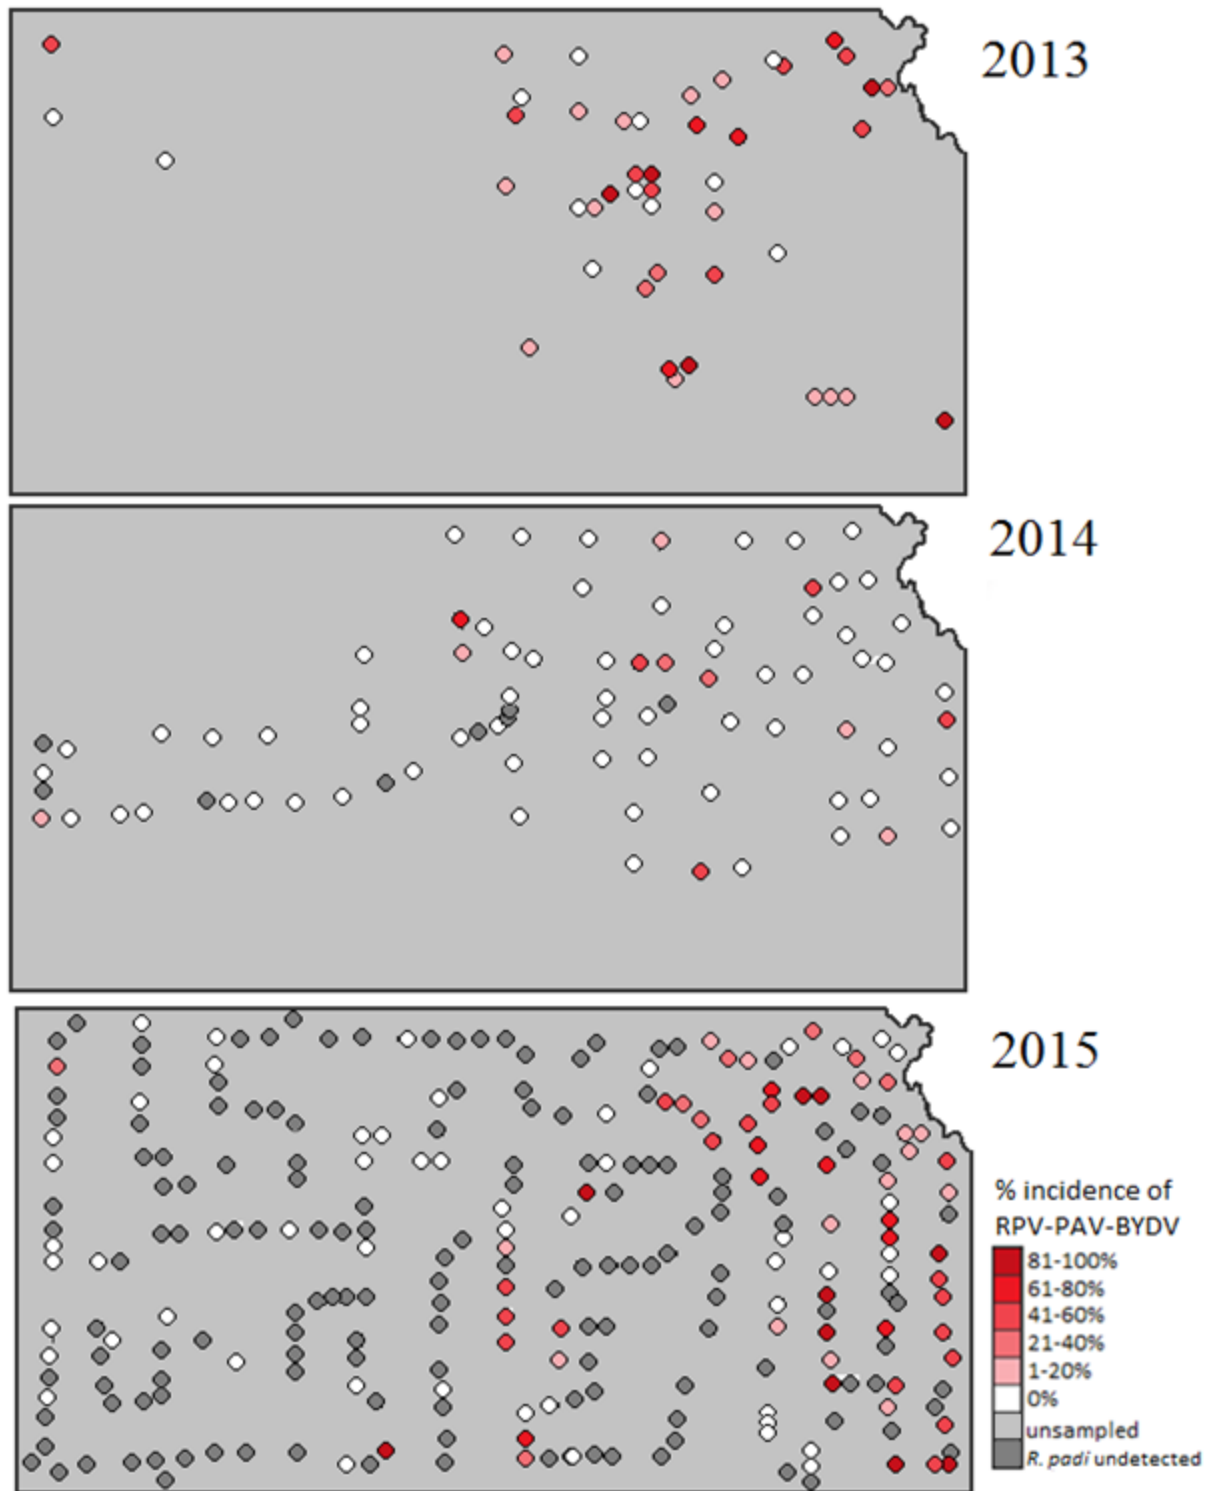 2013
2014
2015
% incidence of
RPV-PAV-BYDV
81-100%
61-80%
41-60%
21-40%
1-20%
0%
unsampled
R. padi undetected